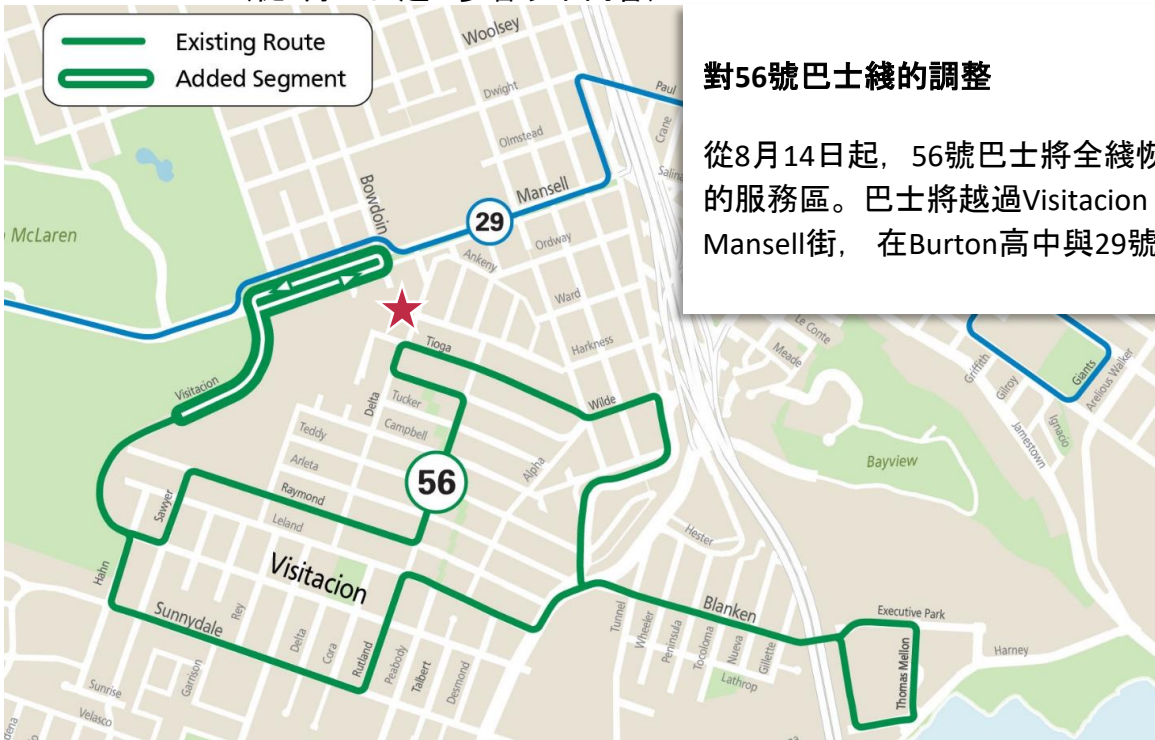 Existing Route
Added Segment
對56號巴士綫的調整
從8月14日起，56號巴士將全綫恢
的服務區。巴士將越過Visitacion
Mansell街， 在Burton高中與29號
Woolsey
Dwight
Olmstead
Paul
Crane
Salina
Bowdoin
Mansell
29
Ordway
Ankeny
McLaren
Ward
Harkness
Tioga
Visitacion
Delta
Tucker
Campbell
Wilde
Teddy
Arleta
Raymond
Leland
56
Alpha
Le Conte
Meade
Griffith
Gilroy
Giants
Arelious Walker
Jamestown
Ignacio
Bayview
Sawyer
Hahn
Visitacion
Sunnydale
Rey
Delta
Cora
Rutland
Peabody
Talbert
Desmond
Garrison
Sunrise
Velasco
Hester
Blanken
Tunnel
Wheeler
Peninsula
Tocoloma
Nueva
Gillette
Lathrop
Executive Park
Thomas Mellon
Harney